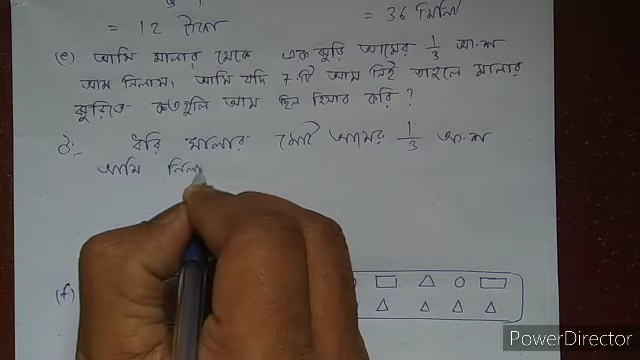 = 12 টাকা
= 36 মিনিট
(e) আমি মালার থেকে এক ঝুড়ি আমের 1/3 অংশ
আম নিলাম। আমি যদি 7 টি আম নিই তাহলে মালার
ঝুড়িতে কতগুলি আম ছিল হিসাব করি?
উঃ ধরি মালার মোট আমের 1/3 অংশ
আমি নিলা
(f)
PowerDirector